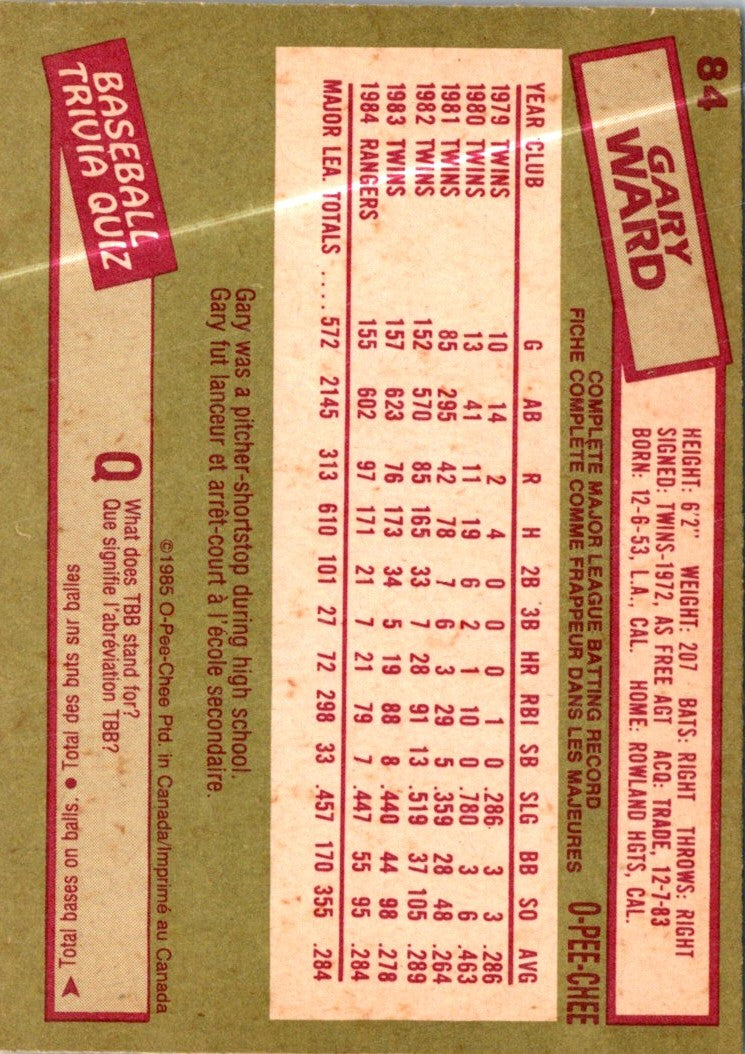 84
GARY
WARD
HEIGHT: 6'2" WEIGHT: 207 BATS: RIGHT THROWS: RIGHT
SIGNED: TWINS-1972, AS FREE AGT ACQ: TRADE, 12-7-83
BORN: 12-6-53, L.A., CAL. HOME: ROWLAND HGTS, CAL.
COMPLETE MAJOR LEAGUE BATTING RECORD
FICHE COMPLÈTE COMME FRAPPEUR DANS LES MAJEURES O-PEE-CHEE
YEAR CLUB G AB R H 2B 3B HR RBI SB SLG BB SO AVG
1979 TWINS 10 14 2 4 0 0 0 1 0 .286 3 3 .286
1980 TWINS 13 41 11 19 6 2 1 10 0 .780 3 6 .463
1981 TWINS 85 295 42 78 7 6 3 29 5 .359 28 48 .264
1982 TWINS 152 570 85 165 33 7 28 91 13 .519 37 105 .289
1983 TWINS 157 623 76 173 34 5 19 88 8 .440 44 98 .278
1984 RANGERS 155 602 97 171 21 7 21 79 7 .447 55 95 .284
MAJOR LEA. TOTALS ..... 572 2145 313 610 101 27 72 298 33 .457 170 355 .284
Gary was a pitcher-shortstop during high school.
Gary fut lanceur et arrêt-court à l'école secondaire.
©1985 O-Pee-Chee Ptd. in Canada/Imprimé au Canada
BASEBALL
TRIVIA QUIZ
Q What does TBB stand for?
Que signifie l'abréviation TBB?
Total bases on balls. • Total des buts sur balles